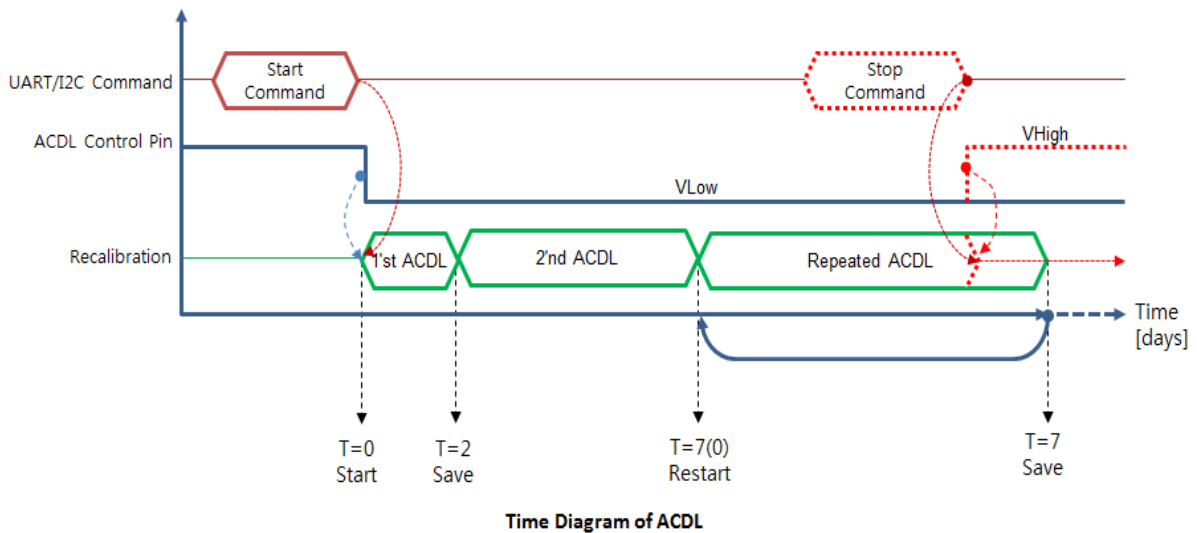 UART/I2C Command
Start
Command
Stop
Command
ACDL Control Pin
VHigh
VLow
Recalibration
1'st ACDL
2'nd ACDL
Repeated ACDL
Time
[days]
T=0
Start
T=2
Save
T=7(0)
Restart
T=7
Save
Time Diagram of ACDL